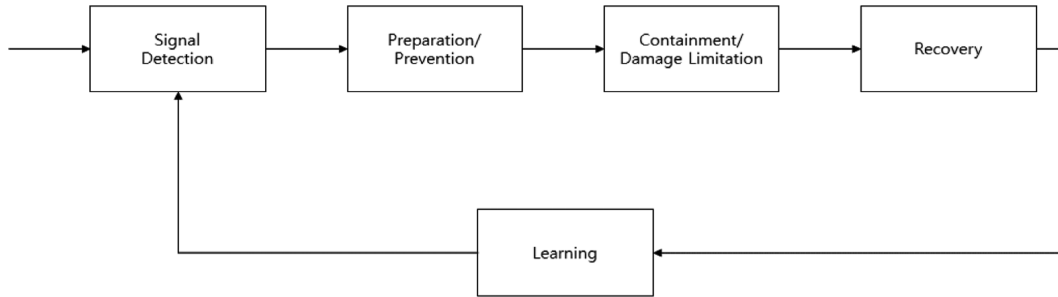 Signal
Detection
Preparation/
Prevention
Containment/
Damage Limitation
Recovery
Learning